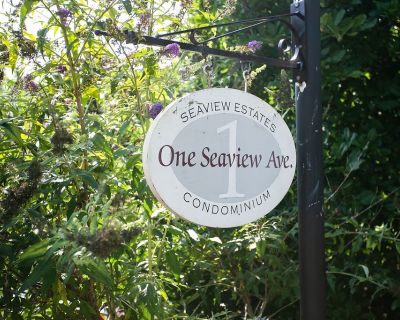 SEAVIEW ESTATES
1
One Seaview Ave.
CONDOMINIUM